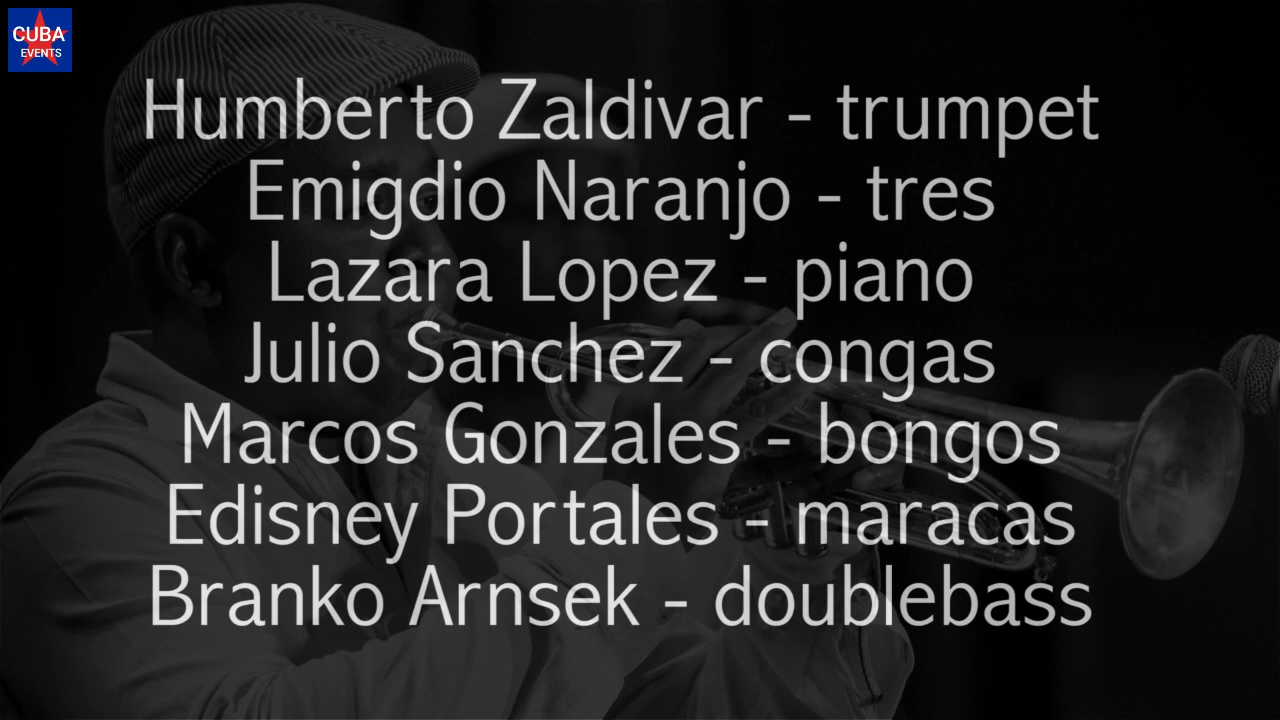 CUBA
EVENTS
Humberto Zaldivar - trumpet
Emigdio Naranjo - tres
Lazara Lopez - piano
Julio Sanchez - congas
Marcos Gonzales - bongos
Edisney Portales - maracas
Branko Arnsek - doublebass